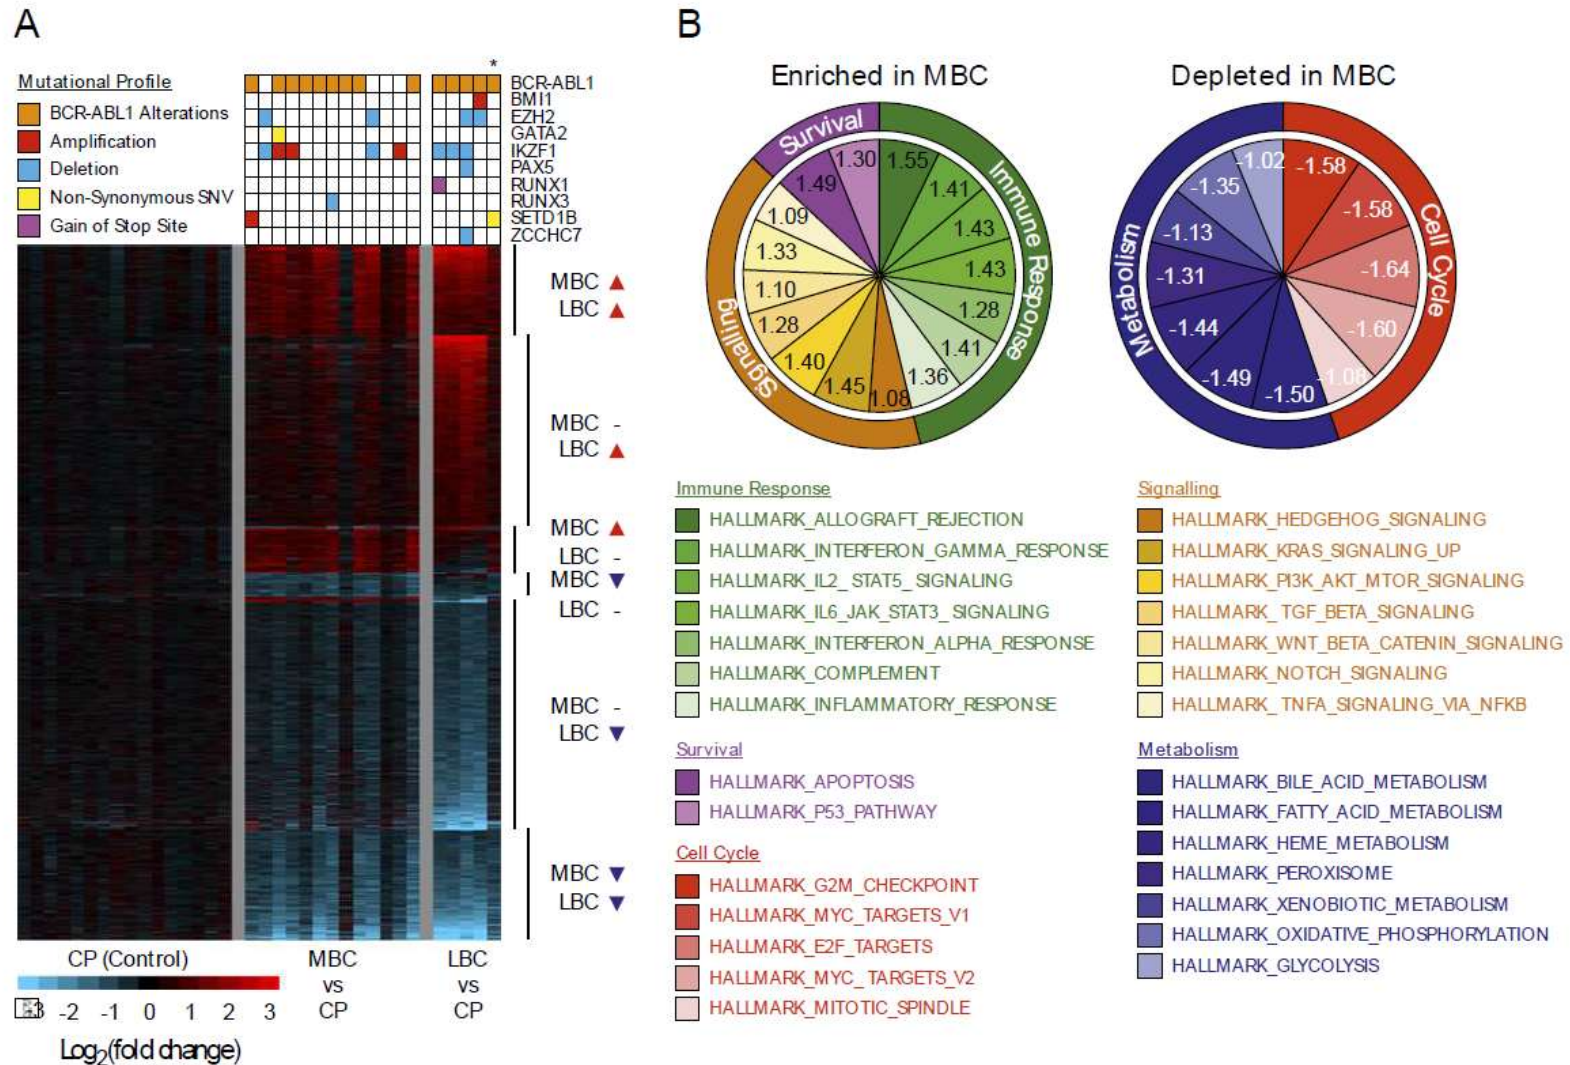 A
Mutational Profile
BCR-ABL1 Alterations
Amplification
Deletion
Non-Synonymous SNV
Gain of Stop Site
*
BCR-ABL1
BMI1
EZH2
GATA2
IKZF1
PAX5
RUNX1
RUNX3
SETD1B
ZCCHC7
MBC ▲
LBC ▲
MBC -
LBC ▲
MBC ▲
LBC -
MBC ▼
LBC -
MBC -
LBC ▼
MBC ▼
LBC ▼
CP (Control)
MBC
vs
CP
LBC
vs
CP
-2 -1 0 1 2 3
Log2(fold change)
B
Enriched in MBC
Survival
Immune Response
Signalling
1.55
1.41
1.43
1.43
1.28
1.41
1.36
1.08
1.45
1.40
1.28
1.10
1.33
1.09
1.49
1.30
Depleted in MBC
Cell Cycle
Metabolism
-1.58
-1.58
-1.64
-1.60
-1.08
-1.50
-1.49
-1.44
-1.31
-1.13
-1.35
-1.02
Immune Response
HALLMARK_ALLOGRAFT_REJECTION
HALLMARK_INTERFERON_GAMMA_RESPONSE
HALLMARK_IL2_STAT5_SIGNALING
HALLMARK_IL6_JAK_STAT3_SIGNALING
HALLMARK_INTERFERON_ALPHA_RESPONSE
HALLMARK_COMPLEMENT
HALLMARK_INFLAMMATORY_RESPONSE
Survival
HALLMARK_APOPTOSIS
HALLMARK_P53_PATHWAY
Cell Cycle
HALLMARK_G2M_CHECKPOINT
HALLMARK_MYC_TARGETS_V1
HALLMARK_E2F_TARGETS
HALLMARK_MYC_TARGETS_V2
HALLMARK_MITOTIC_SPINDLE
Signalling
HALLMARK_HEDGEHOG_SIGNALING
HALLMARK_KRAS_SIGNALING_UP
HALLMARK_PI3K_AKT_MTOR_SIGNALING
HALLMARK_TGF_BETA_SIGNALING
HALLMARK_WNT_BETA_CATENIN_SIGNALING
HALLMARK_NOTCH_SIGNALING
HALLMARK_TNFA_SIGNALING_VIA_NFKB
Metabolism
HALLMARK_BILE_ACID_METABOLISM
HALLMARK_FATTY_ACID_METABOLISM
HALLMARK_HEME_METABOLISM
HALLMARK_PEROXISOME
HALLMARK_XENOBIOTIC_METABOLISM
HALLMARK_OXIDATIVE_PHOSPHORYLATION
HALLMARK_GLYCOLYSIS